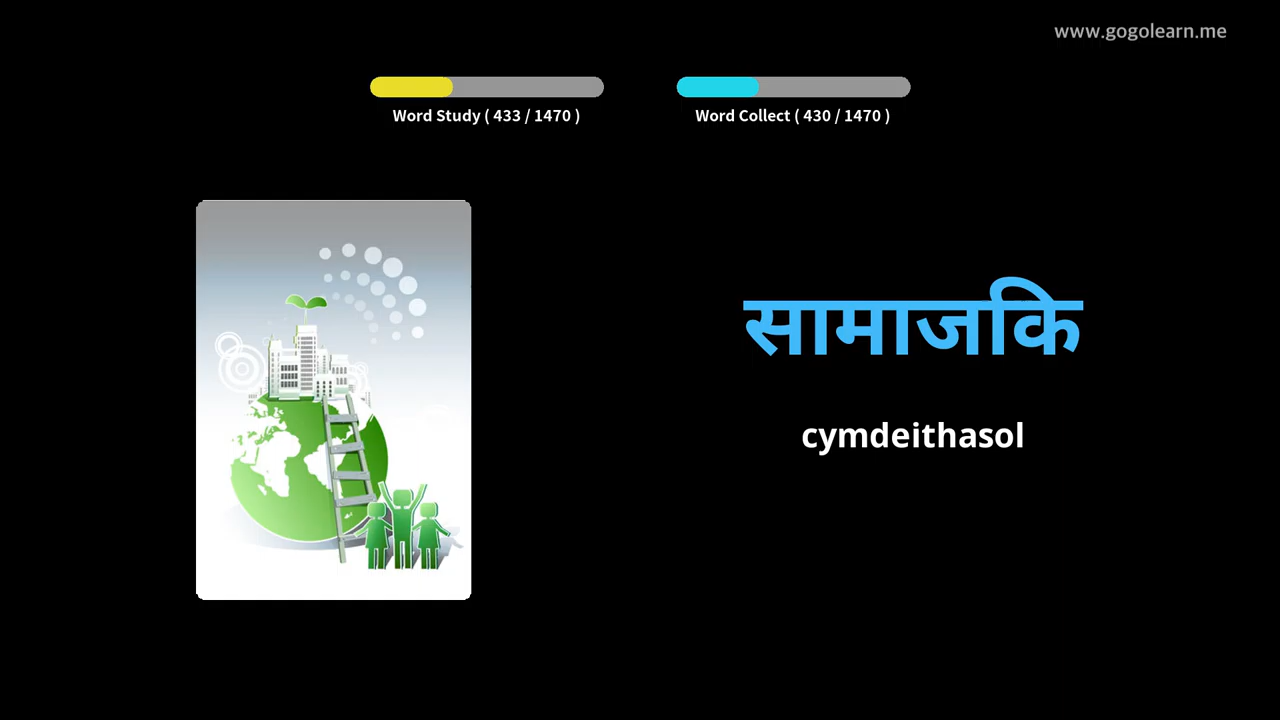 www.gogolearn.me
Word Study ( 433 / 1470 )
Word Collect ( 430 / 1470 )
सामाजकि
cymdeithasol